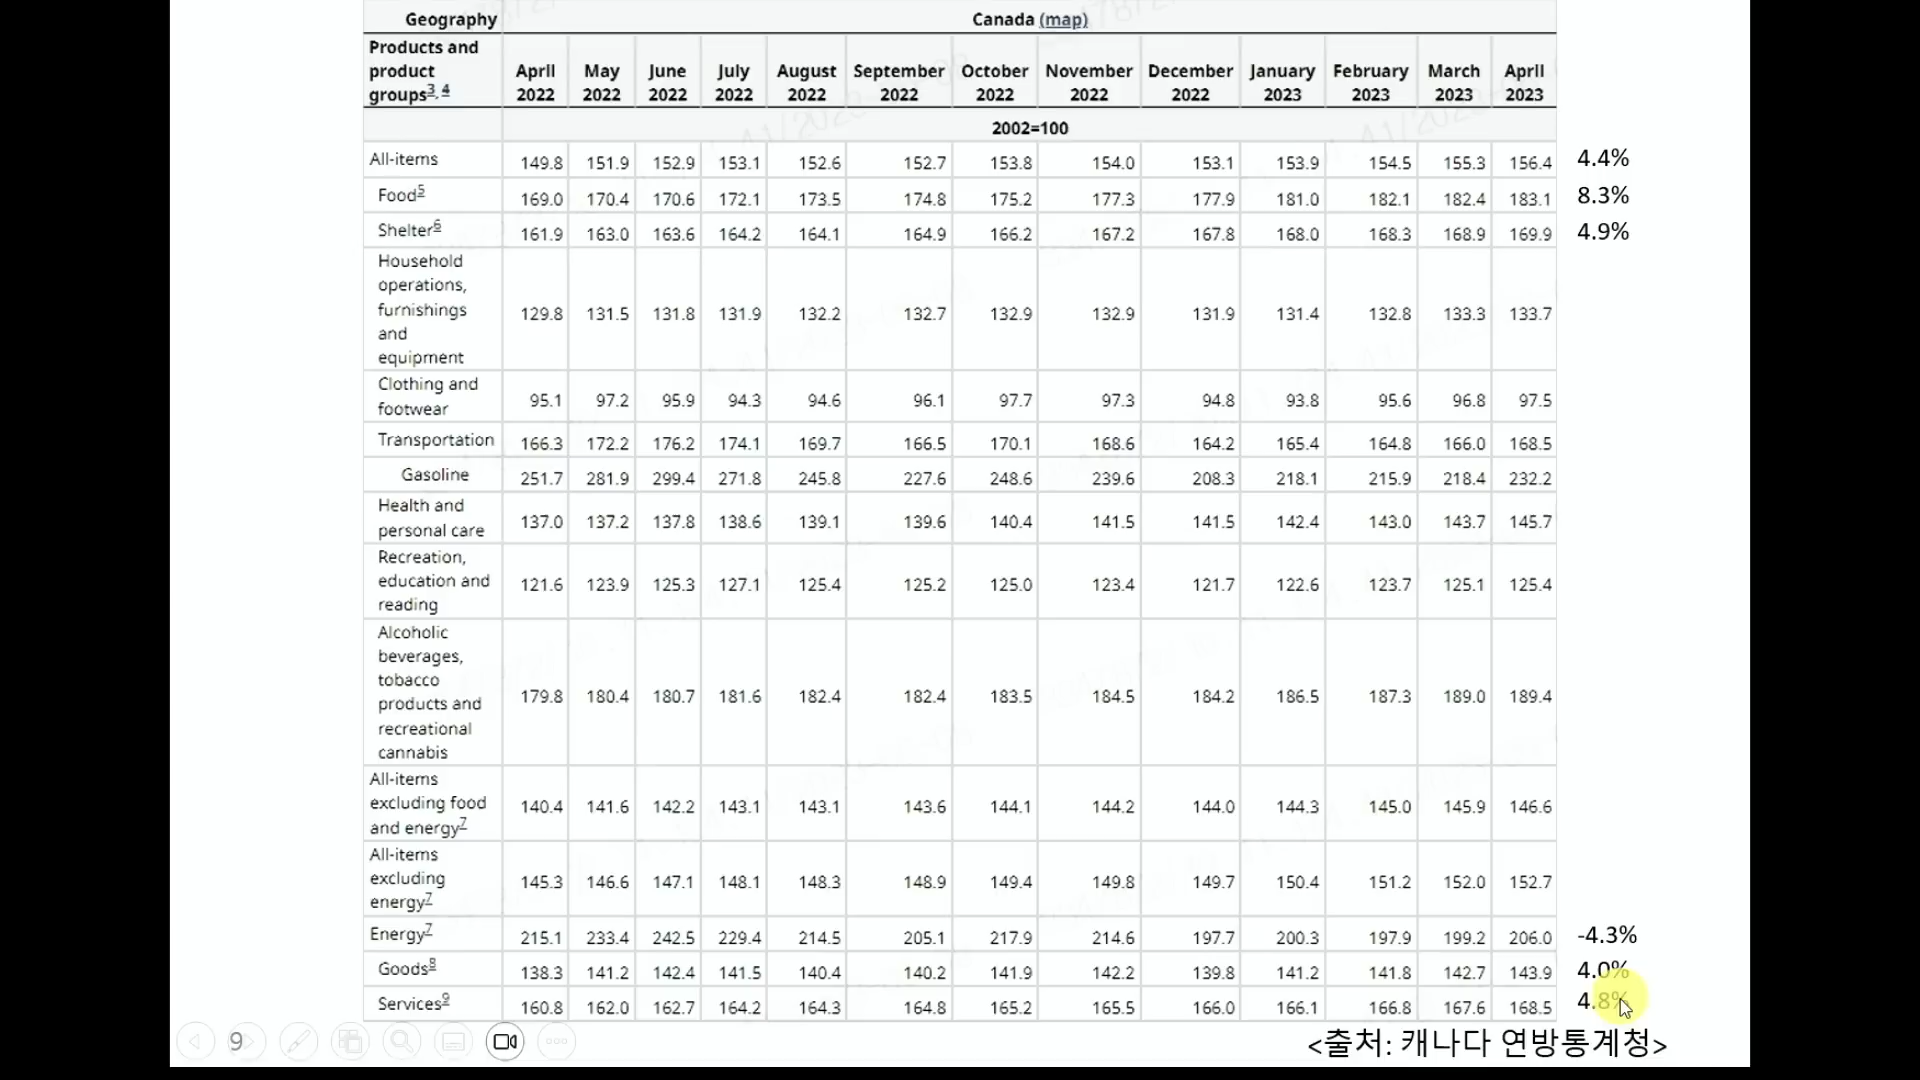 Geography Canada (map)
Products and product groups3, 4 April 2022 May 2022 June 2022 July 2022 August 2022 September 2022 October 2022 November 2022 December 2022 January 2023 February 2023 March 2023 April 2023
2002=100
All-items 149.8 151.9 152.9 153.1 152.6 152.7 153.8 154.0 153.1 153.9 154.5 155.3 156.4 4.4%
Food5 169.0 170.4 170.6 172.1 173.5 174.8 175.2 177.3 177.9 181.0 182.1 182.4 183.1 8.3%
Shelter6 161.9 163.0 163.6 164.2 164.1 164.9 166.2 167.2 167.8 168.0 168.3 168.9 169.9 4.9%
Household operations, furnishings and equipment 129.8 131.5 131.8 131.9 132.2 132.7 132.9 132.9 131.9 131.4 132.8 133.3 133.7
Clothing and footwear 95.1 97.2 95.9 94.3 94.6 96.1 97.7 97.3 94.8 93.8 95.6 96.8 97.5
Transportation 166.3 172.2 176.2 174.1 169.7 166.5 170.1 168.6 164.2 165.4 164.8 166.0 168.5
Gasoline 251.7 281.9 299.4 271.8 245.8 227.6 248.6 239.6 208.3 218.1 215.9 218.4 232.2
Health and personal care 137.0 137.2 137.8 138.6 139.1 139.6 140.4 141.5 141.5 142.4 143.0 143.7 145.7
Recreation, education and reading 121.6 123.9 125.3 127.1 125.4 125.2 125.0 123.4 121.7 122.6 123.7 125.1 125.4
Alcoholic beverages, tobacco products and recreational cannabis 179.8 180.4 180.7 181.6 182.4 182.4 183.5 184.5 184.2 186.5 187.3 189.0 189.4
All-items excluding food and energy7 140.4 141.6 142.2 143.1 143.1 143.6 144.1 144.2 144.0 144.3 145.0 145.9 146.6
All-items excluding energy7 145.3 146.6 147.1 148.1 148.3 148.9 149.4 149.8 149.7 150.4 151.2 152.0 152.7
Energy7 215.1 233.4 242.5 229.4 214.5 205.1 217.9 214.6 197.7 200.3 197.9 199.2 206.0 -4.3%
Goods8 138.3 141.2 142.4 141.5 140.4 140.2 141.9 142.2 139.8 141.2 141.8 142.7 143.9 4.0%
Services9 160.8 162.0 162.7 164.2 164.3 164.8 165.2 165.5 166.0 166.1 166.8 167.6 168.5 4.8%
9
<출처: 캐나다 연방통계청>